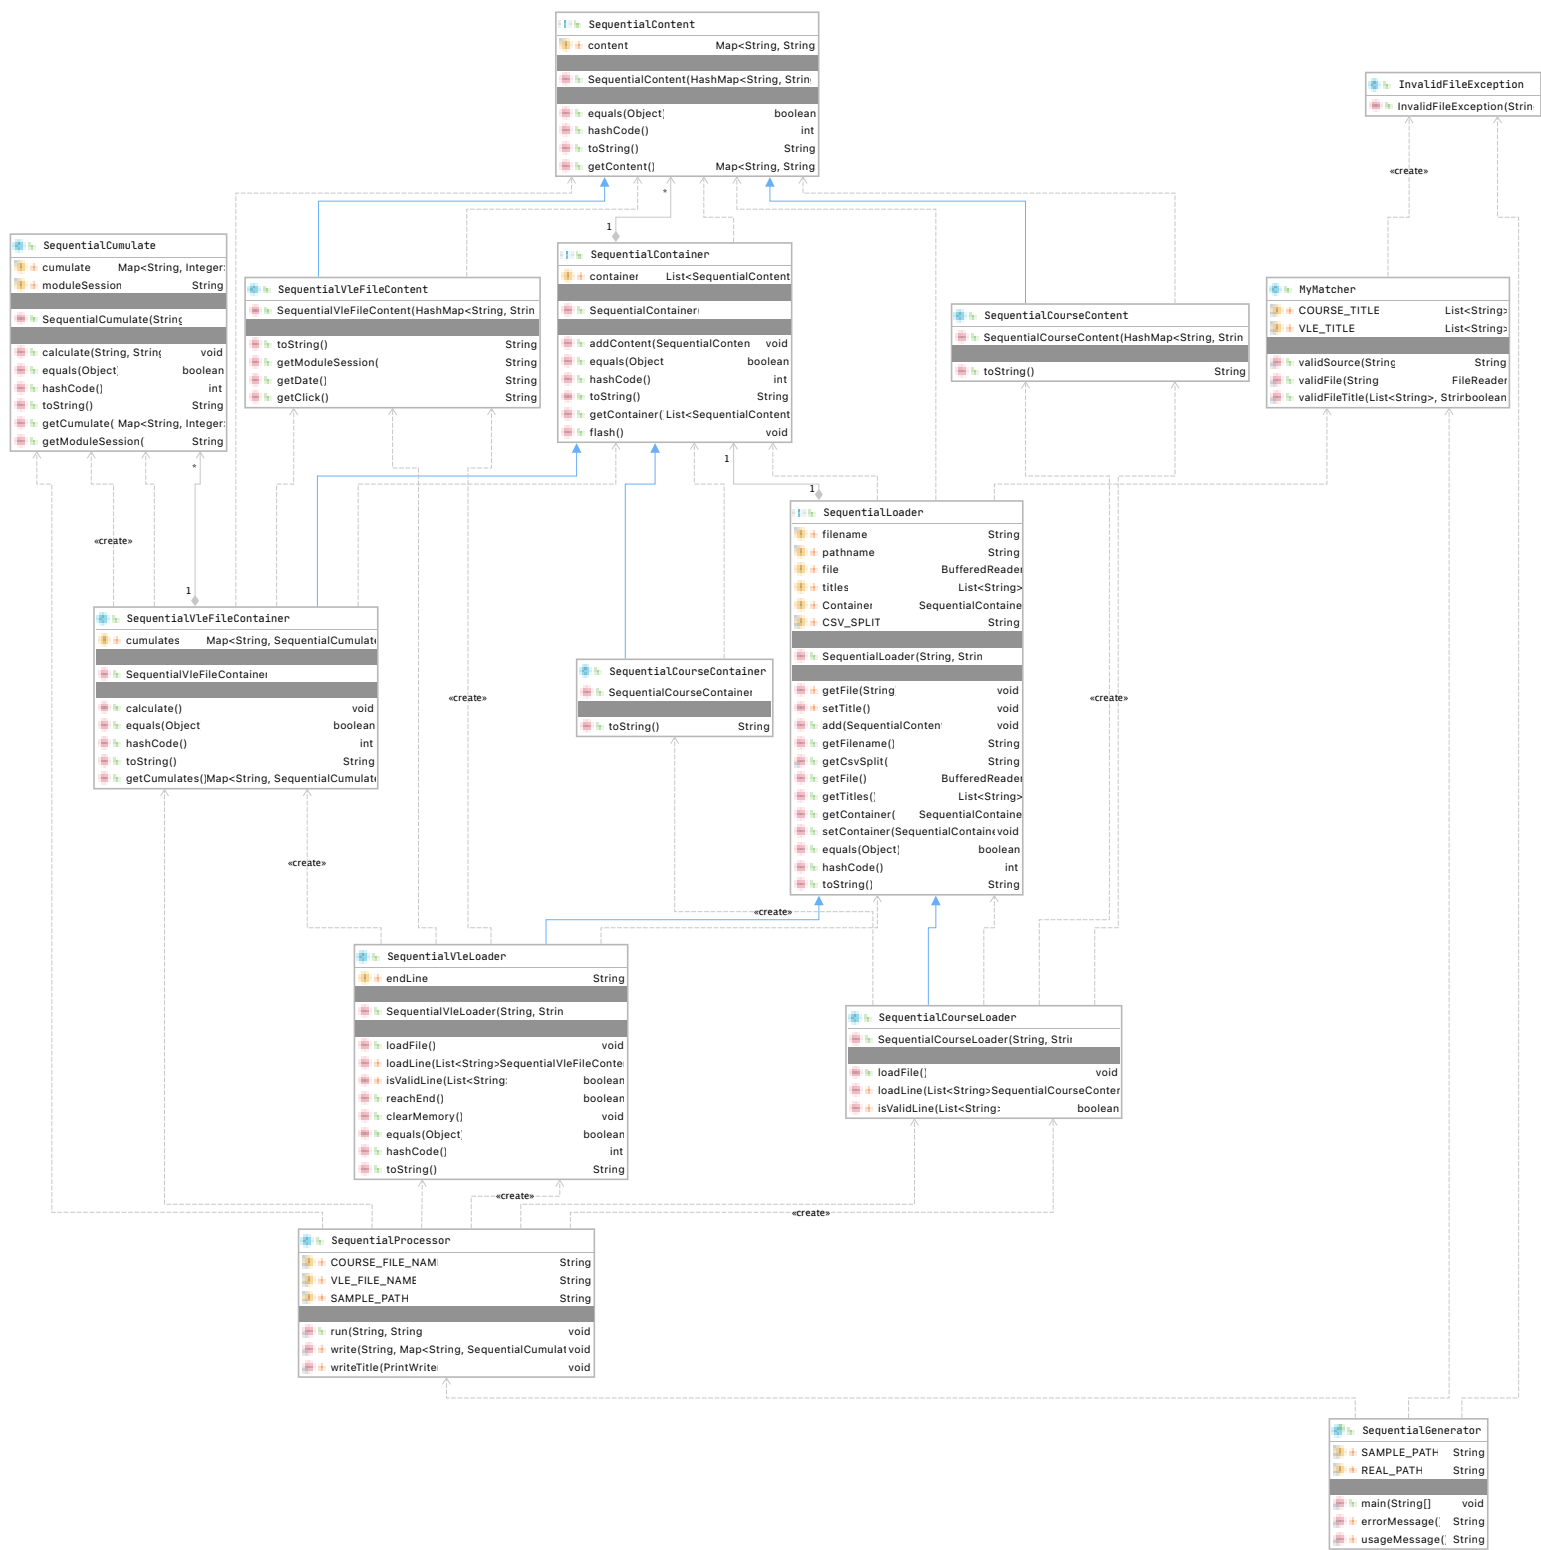 SequentialContent
content Map<String, String
SequentialContent(HashMap<String, Strin
equals(Object) boolean
hashCode() int
toString() String
getContent() Map<String, String
InvalidFileException
InvalidFileException(Strin
«create»
*
1
SequentialCumulate
cumulate Map<String, Integer>
moduleSession String
SequentialCumulate(String
calculate(String, String void
equals(Object) boolean
hashCode() int
toString() String
getCumulate( Map<String, Integer>
getModuleSession( String
SequentialVleFileContent
SequentialVleFileContent(HashMap<String, Strin
toString() String
getModuleSession( String
getDate() String
getClick() String
SequentialContainer
container List<SequentialContent
SequentialContainer(
addContent(SequentialConten void
equals(Object boolean
hashCode() int
toString() String
getContainer( List<SequentialContent
flash() void
SequentialCourseContent
SequentialCourseContent(HashMap<String, Strin
toString() String
MyMatcher
COURSE_TITLE List<String>
VLE_TITLE List<String>
validSource(String String
validFile(String FileReader
validFileTitle(List<String>, Strin boolean
*
1
1
1
«create»
SequentialLoader
filename String
pathname String
file BufferedReader
titles List<String>
Container SequentialContaine
CSV_SPLIT String
SequentialLoader(String, Strin
getFile(String void
setTitle() void
add(SequentialContent void
getFilename() String
getCsvSplit( String
getFile() BufferedReader
getTitles() List<String>
getContainer( SequentialContaine
setContainer(SequentialContaine void
equals(Object) boolean
hashCode() int
toString() String
SequentialVleFileContainer
cumulates Map<String, SequentialCumulate
SequentialVleFileContainer
calculate() void
equals(Object boolean
hashCode() int
toString() String
getCumulates() Map<String, SequentialCumulate
SequentialCourseContainer
SequentialCourseContainer
toString() String
«create»
«create»
«create»
«create»
SequentialVleLoader
endLine String
SequentialVleLoader(String, Strin
loadFile() void
loadLine(List<String> SequentialVleFileConte
isValidLine(List<String> boolean
reachEnd() boolean
clearMemory() void
equals(Object) boolean
hashCode() int
toString() String
SequentialCourseLoader
SequentialCourseLoader(String, Strin
loadFile() void
loadLine(List<String> SequentialCourseConten
isValidLine(List<String> boolean
«create»
«create»
SequentialProcessor
COURSE_FILE_NAM String
VLE_FILE_NAME String
SAMPLE_PATH String
run(String, String void
write(String, Map<String, SequentialCumulat void
writeTitle(PrintWriter void
SequentialGenerator
SAMPLE_PATH String
REAL_PATH String
main(String[] void
errorMessage() String
usageMessage() String